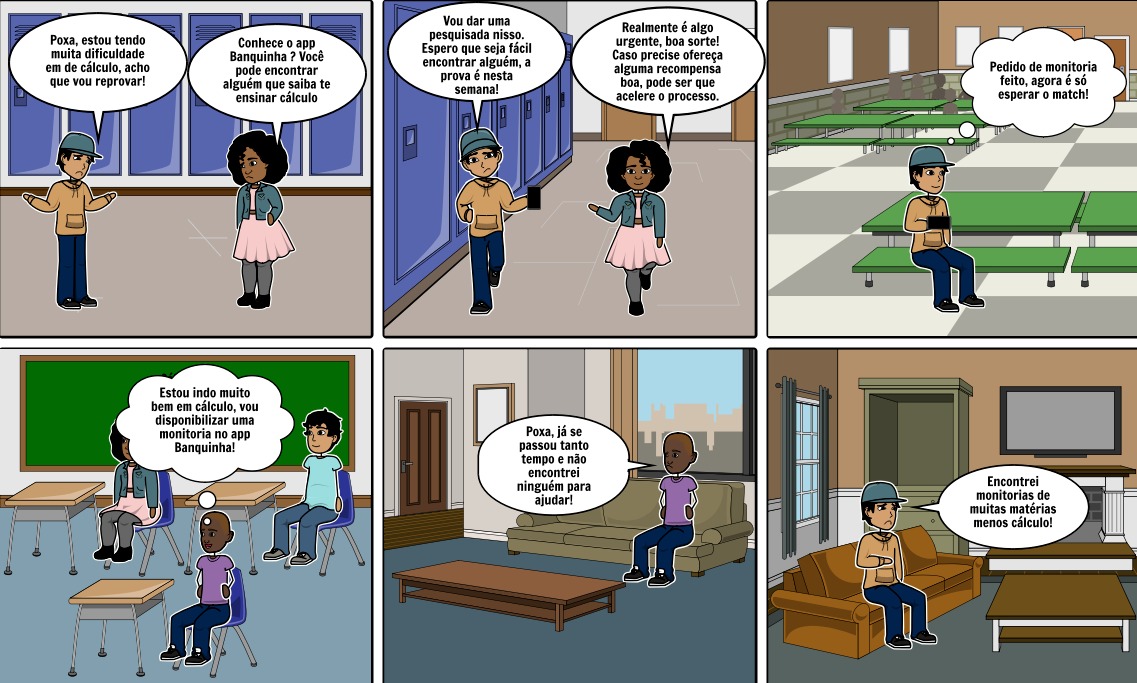 Poxa, estou tendo
muita dificuldade
em de cálculo, acho
que vou reprovar!
Conhece o app
Banquinha ? Você
pode encontrar
alguém que saiba te
ensinar cálculo
Vou dar uma
pesquisada nisso.
Espero que seja fácil
encontrar alguém, a
prova é nesta
semana!
Realmente é algo
urgente, boa sorte!
Caso precise ofereça
alguma recompensa
boa, pode ser que
acelere o processo.
Pedido de monitoria
feito, agora é só
esperar o match!
Estou indo muito
bem em cálculo, vou
disponibilizar uma
monitoria no app
Banquinha!
Poxa, já se
passou tanto
tempo e não
encontrei
ninguém para
ajudar!
Encontrei
monitorias de
muitas matérias
menos cálculo!